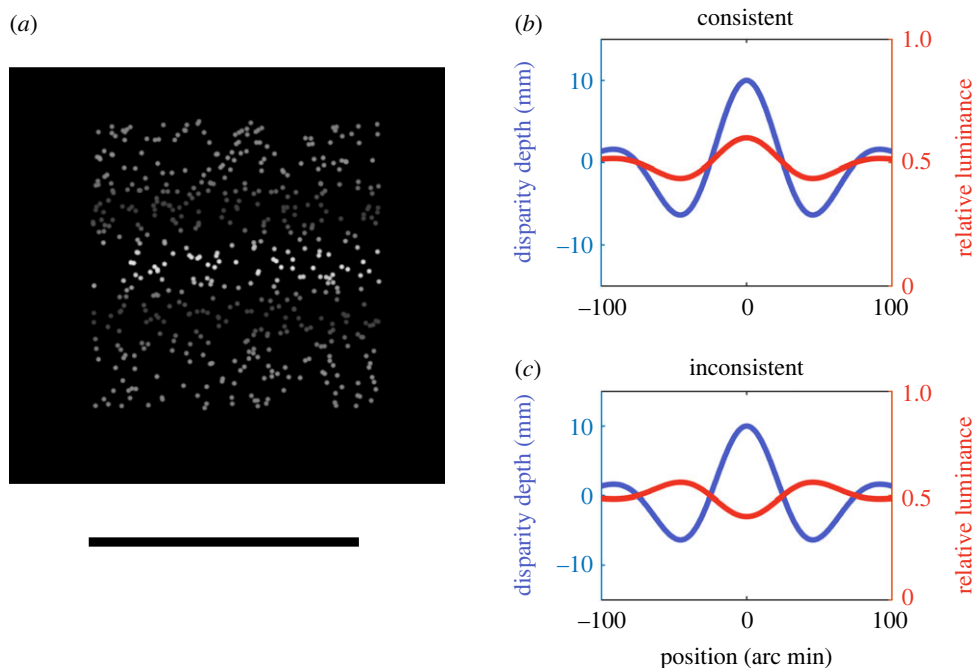 (a)
(b)
consistent
disparity depth (mm)
10
0
−10
1.0
0.5
0
relative luminance
−100
0
100
(c)
inconsistent
disparity depth (mm)
10
0
−10
1.0
0.5
0
relative luminance
−100
0
100
position (arc min)